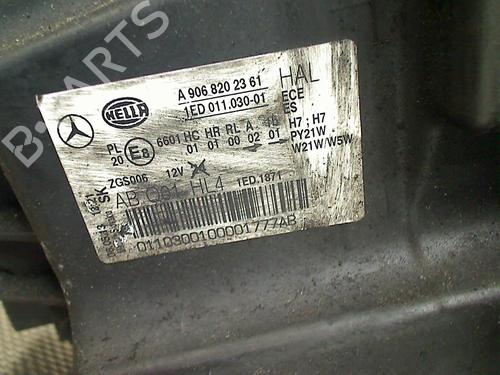 B-PARTS
HELLA
A 906 820 23 61
1ED 011.030-01
HAL
ECE
ES
PL
20
E8
6601 HC HR RL A
01 01 00 02 01
H7; H7
PY21W
W21W/W5W
ZGS006
12V
SK
AB 001 HL4
1ED.1871
0110300100001777AB